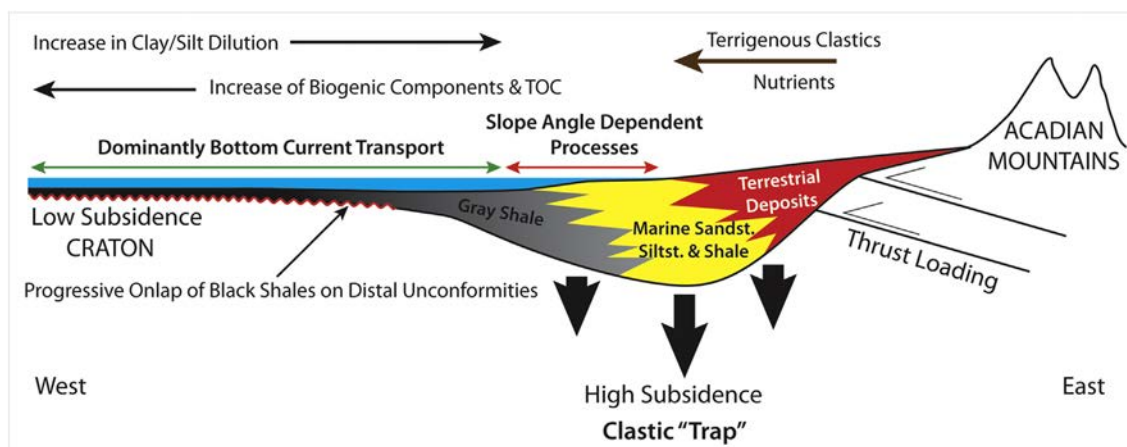 Increase in Clay/Silt Dilution
Terrigenous Clastics
Nutrients
Increase of Biogenic Components & TOC
ACADIAN
MOUNTAINS
Dominantly Bottom Current Transport
Slope Angle Dependent
Processes
Terrestrial
Deposits
Gray Shale
Marine Sandst.
Siltst. & Shale
Low Subsidence
CRATON
Thrust Loading
Progressive Onlap of Black Shales on Distal Unconformities
West
High Subsidence
East
Clastic "Trap"